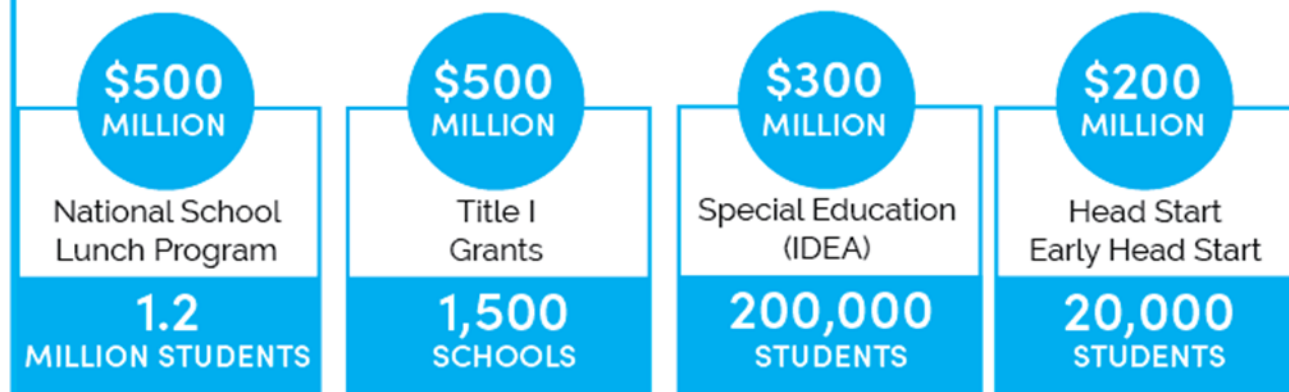 $500
MILLION
National School
Lunch Program
1.2
MILLION STUDENTS
$500
MILLION
Title I
Grants
1,500
SCHOOLS
$300
MILLION
Special Education
(IDEA)
200,000
STUDENTS
$200
MILLION
Head Start
Early Head Start
20,000
STUDENTS